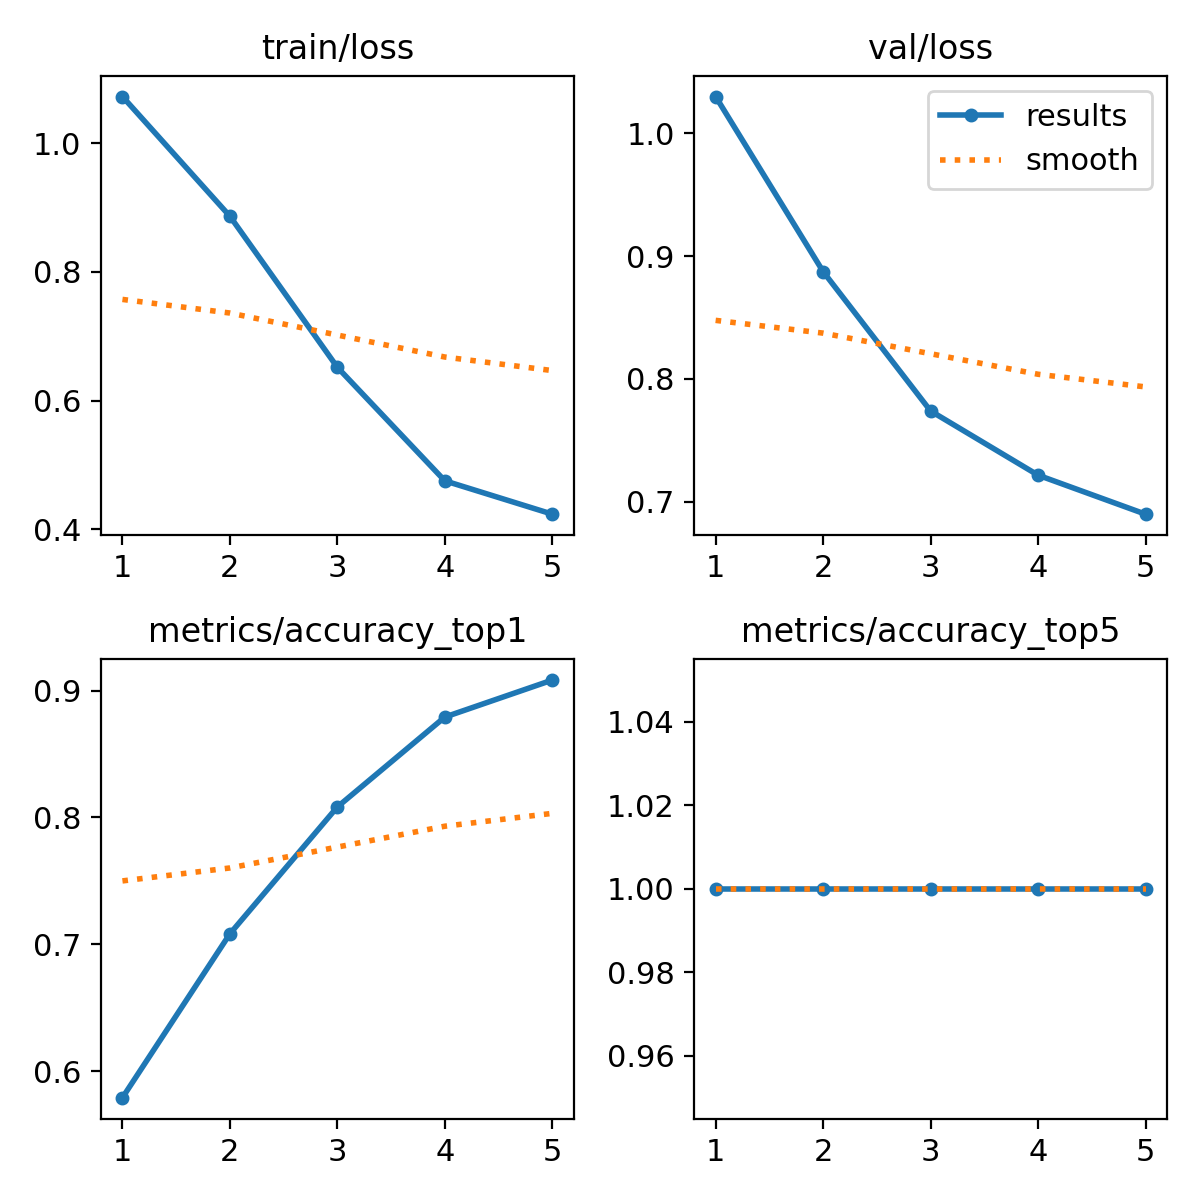 train/loss
1.0
0.8
0.6
0.4
1 2 3 4 5
val/loss
results
smooth
1.0
0.9
0.8
0.7
1 2 3 4 5
metrics/accuracy_top1
0.9
0.8
0.7
0.6
1 2 3 4 5
metrics/accuracy_top5
1.04
1.02
1.00
0.98
0.96
1 2 3 4 5